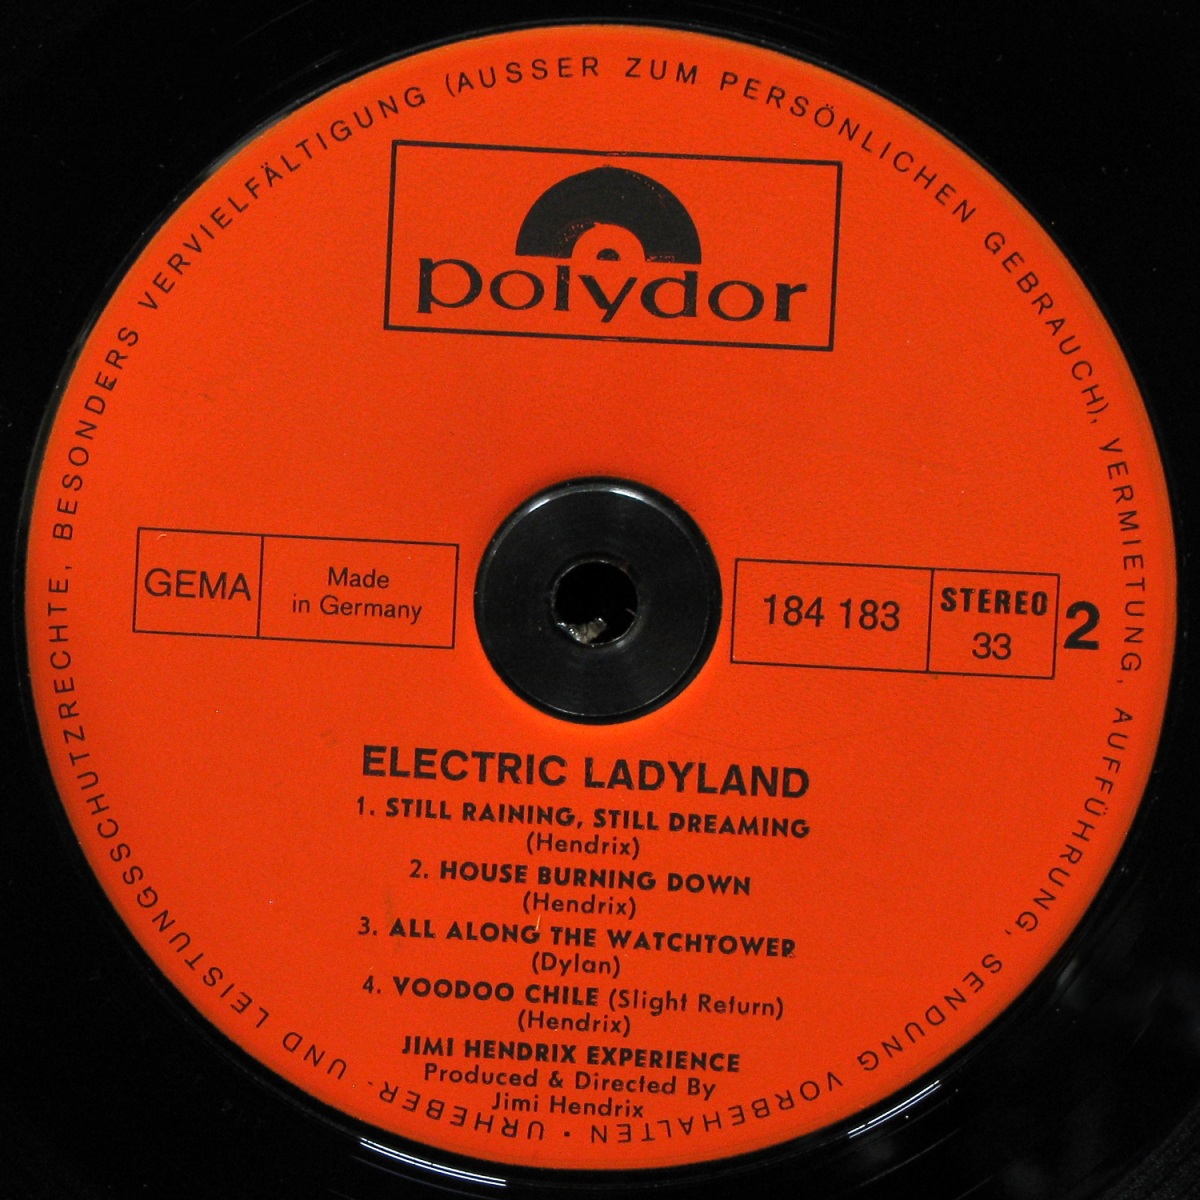 URHEBER- UND LEISTUNGSSCHUTZRECHTE, BESONDERS VERVIELFÄLTIGUNG (AUSSER ZUM PERSÖNLICHEN GEBRAUCH), VERMIETUNG, AUFFÜHRUNG, SENDUNG VORBEHALTEN •
polydor
GEMA
Made
in Germany
184 183
STEREO
33
2
ELECTRIC LADYLAND
1. STILL RAINING, STILL DREAMING
(Hendrix)
2. HOUSE BURNING DOWN
(Hendrix)
3. ALL ALONG THE WATCHTOWER
(Dylan)
4. VOODOO CHILE (Slight Return)
(Hendrix)
JIMI HENDRIX EXPERIENCE
Produced & Directed By
Jimi Hendrix